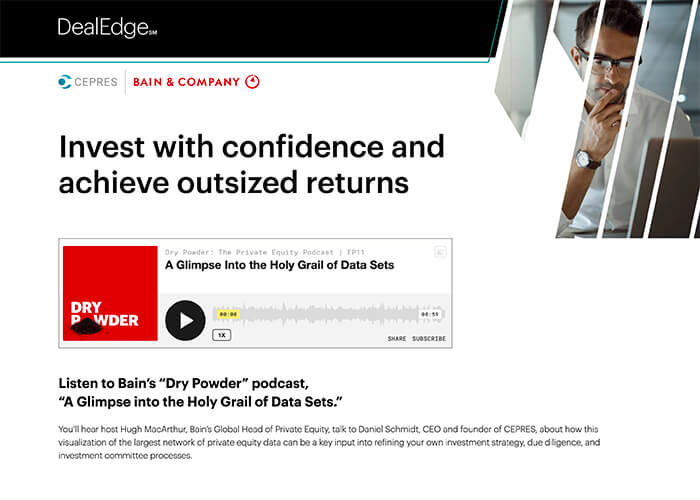 DealEdge℠
CEPRES
BAIN & COMPANY
Invest with confidence and
achieve outsized returns
Dry Powder: The Private Equity Podcast | EP11
A Glimpse Into the Holy Grail of Data Sets
DRY
POWDER
00:00
06:59
1X
SHARE SUBSCRIBE
Listen to Bain’s “Dry Powder” podcast,
“A Glimpse into the Holy Grail of Data Sets.”
You’ll hear host Hugh MacArthur, Bain’s Global Head of Private Equity, talk to Daniel Schmidt, CEO and founder of CEPRES, about how this
visualization of the largest network of private equity data can be a key input into refining your own investment strategy, due diligence, and
investment committee processes.